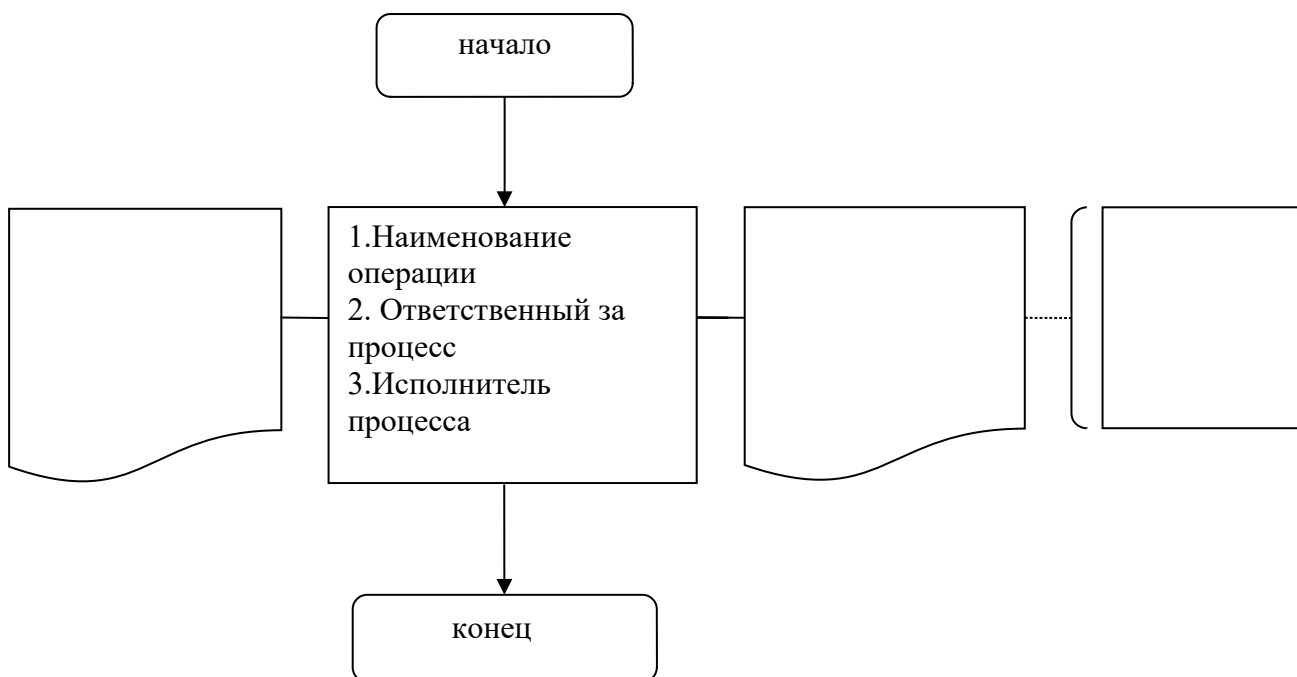 начало
1.Наименование
операции
2. Ответственный за
процесс
3.Исполнитель
процесса
конец